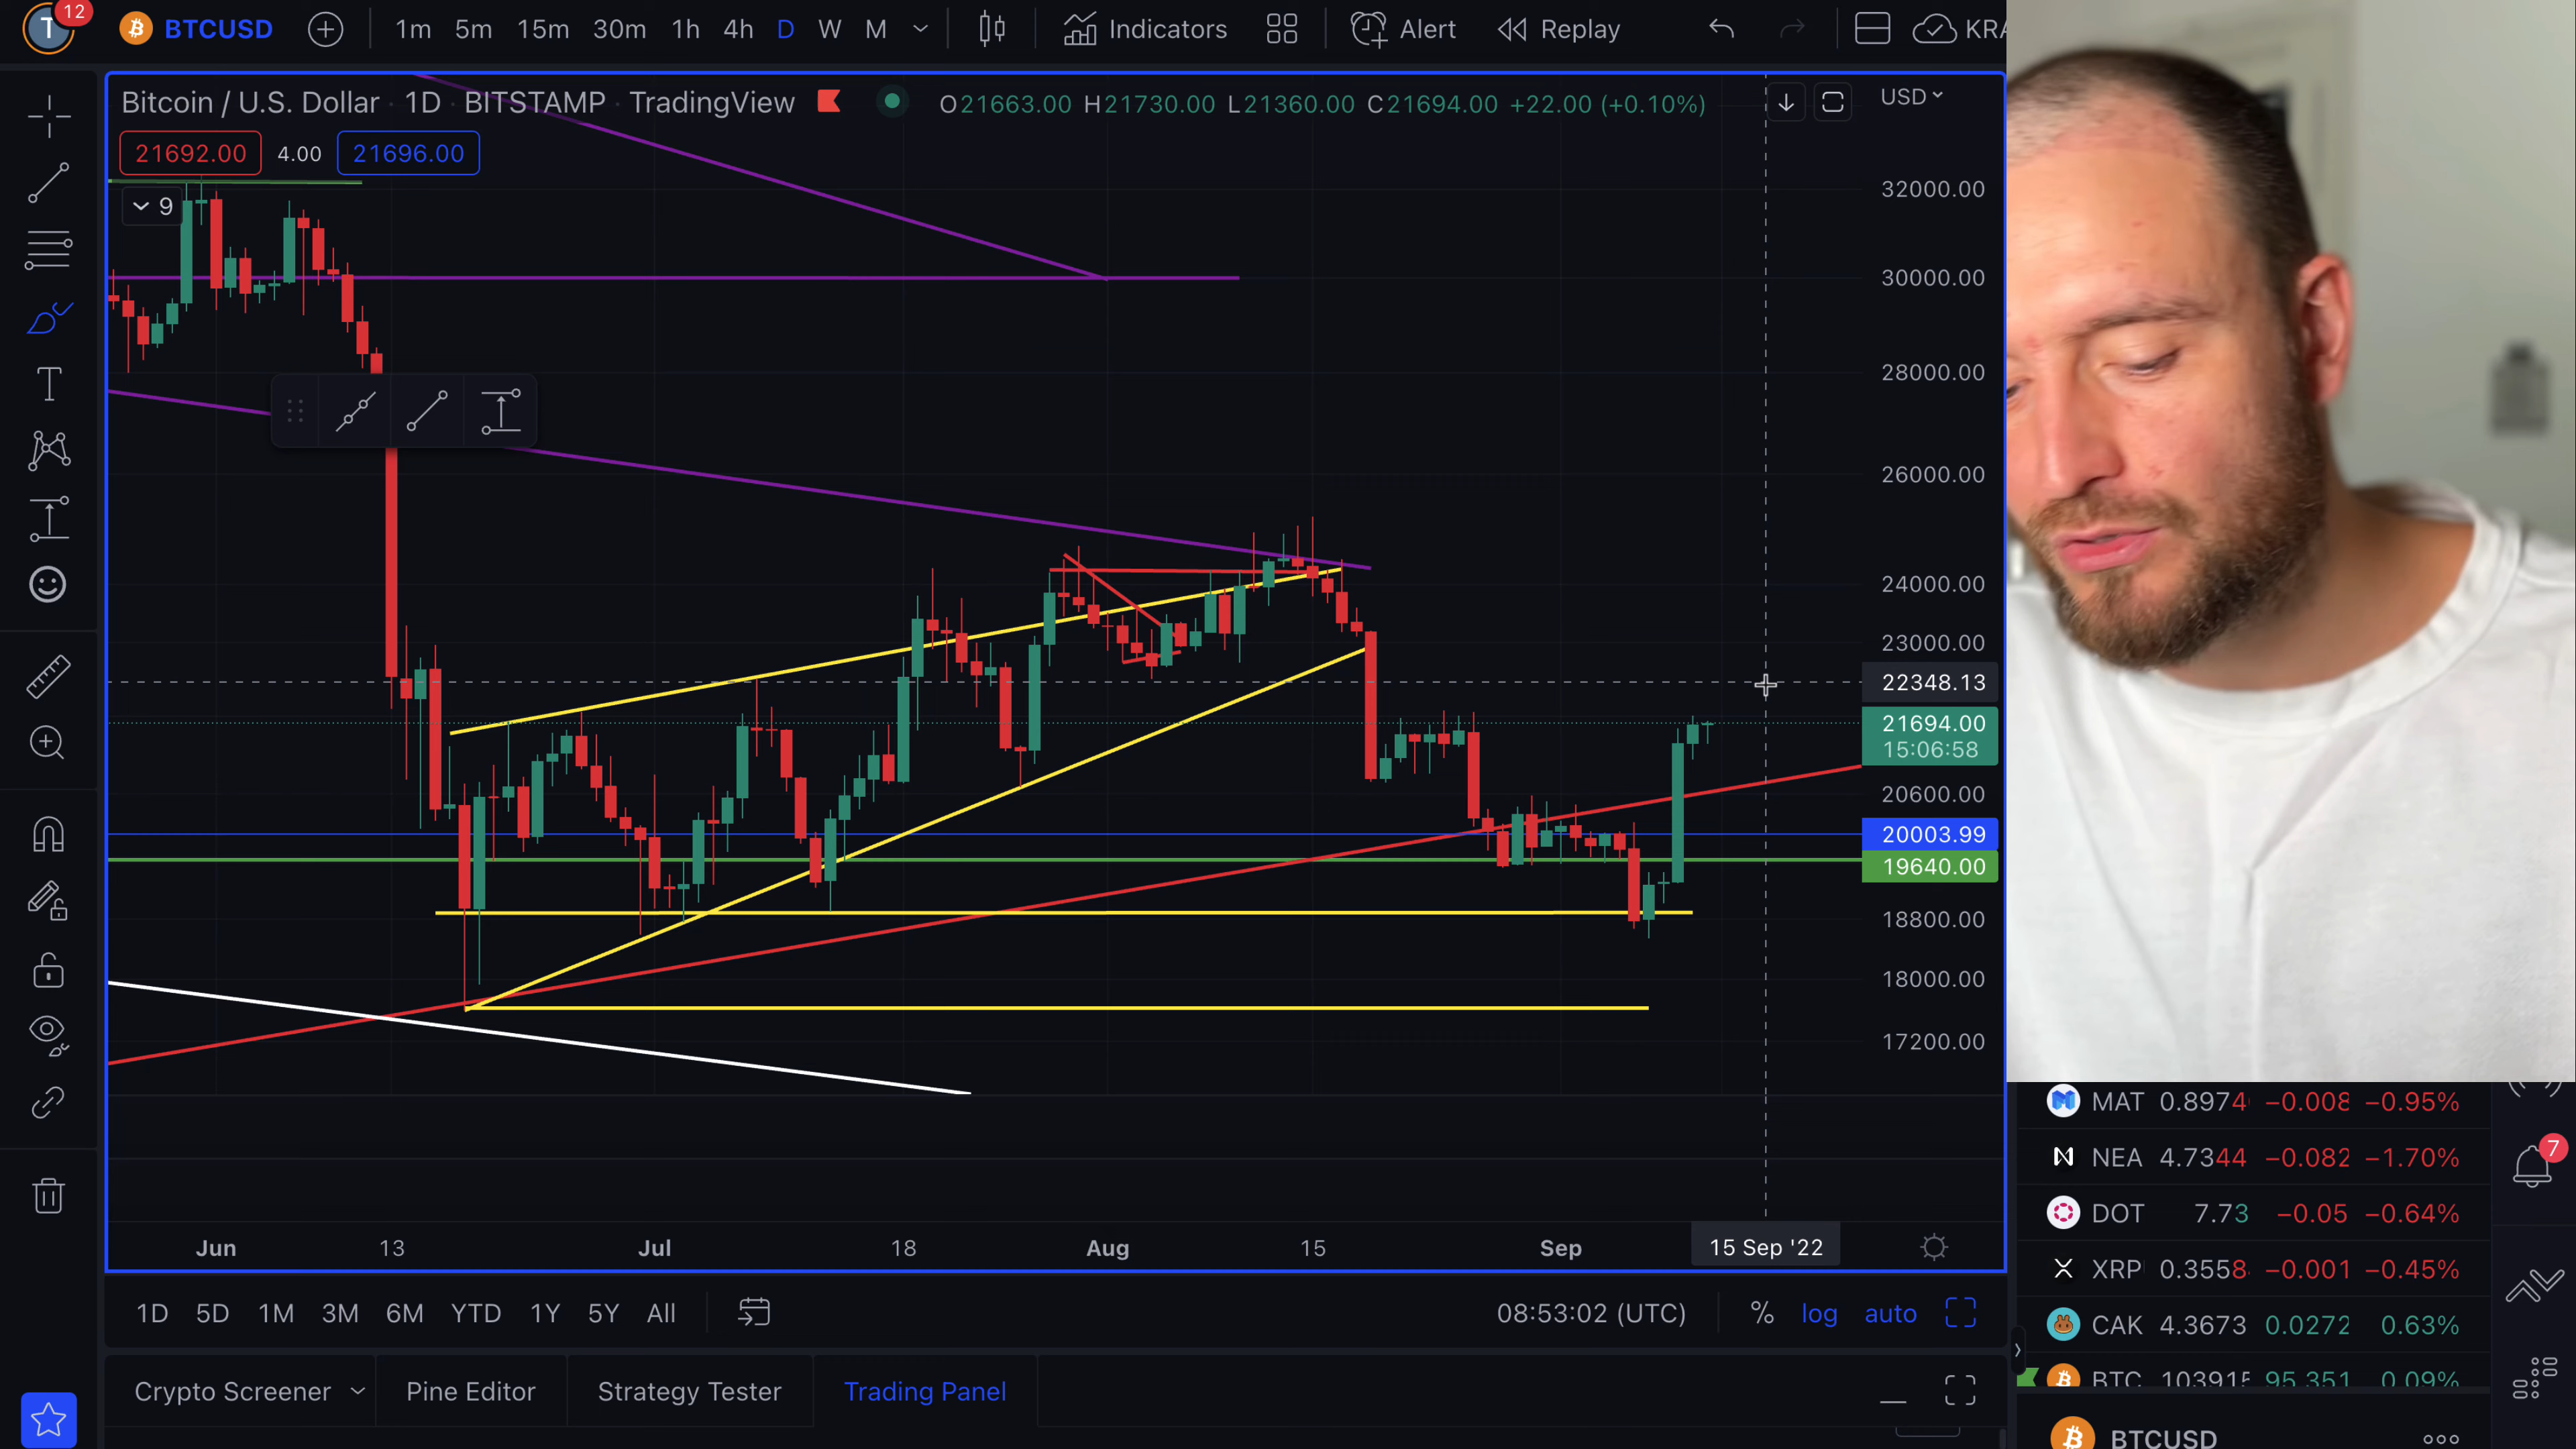 T 12 BTCUSD 1m 5m 15m 30m 1h 4h D W M Indicators Alert Replay KRA
Bitcoin / U.S. Dollar · 1D · BITSTAMP · TradingView O21663.00 H21730.00 L21360.00 C21694.00 +22.00 (+0.10%) USD
21692.00 4.00 21696.00
9
32000.00
30000.00
28000.00
26000.00
24000.00
23000.00
22348.13
21694.00
15:06:58
20600.00
20003.99
19640.00
18800.00
18000.00
17200.00
Jun 13 Jul 18 Aug 15 Sep 15 Sep '22
1D 5D 1M 3M 6M YTD 1Y 5Y All 08:53:02 (UTC) % log auto
Crypto Screener Pine Editor Strategy Tester Trading Panel
MAT 0.8974 −0.008 −0.95%
7
NEA 4.7344 −0.082 −1.70%
DOT 7.73 −0.05 −0.64%
XRP 0.3558 −0.001 −0.45%
CAK 4.3673 0.0272 0.63%
BTC 95.351 0.09%
BTCUSD